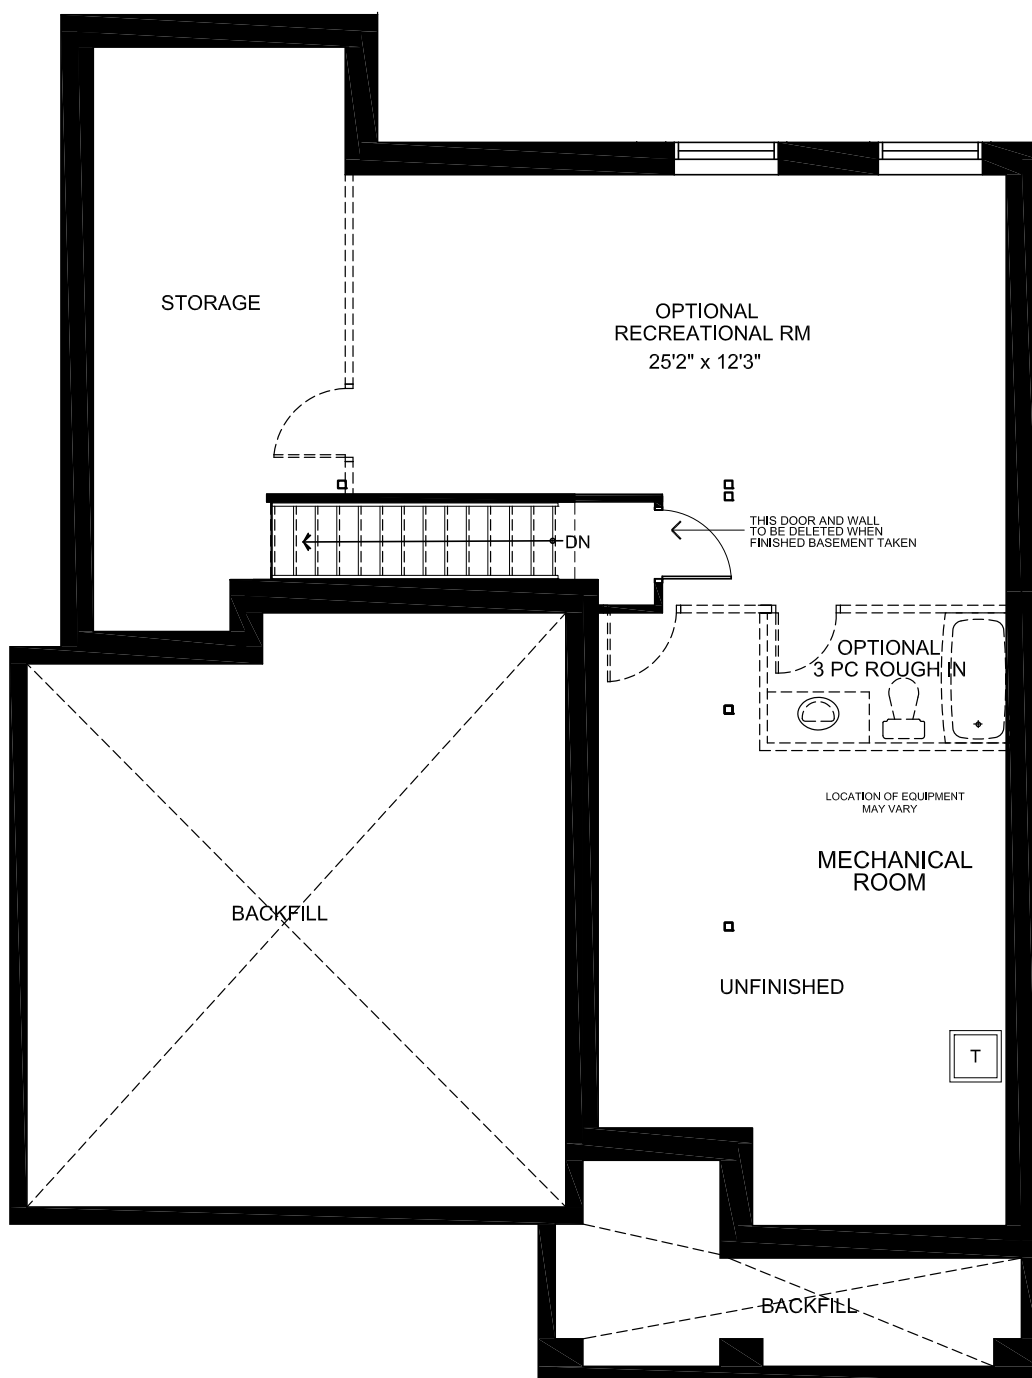 STORAGE
OPTIONAL
RECREATIONAL RM
25'2" x 12'3"
THIS DOOR AND WALL
TO BE DELETED WHEN
FINISHED BASEMENT TAKEN
DN
OPTIONAL
3 PC ROUGH IN
LOCATION OF EQUIPMENT
MAY VARY
MECHANICAL
ROOM
BACKFILL
UNFINISHED
T
BACKFILL